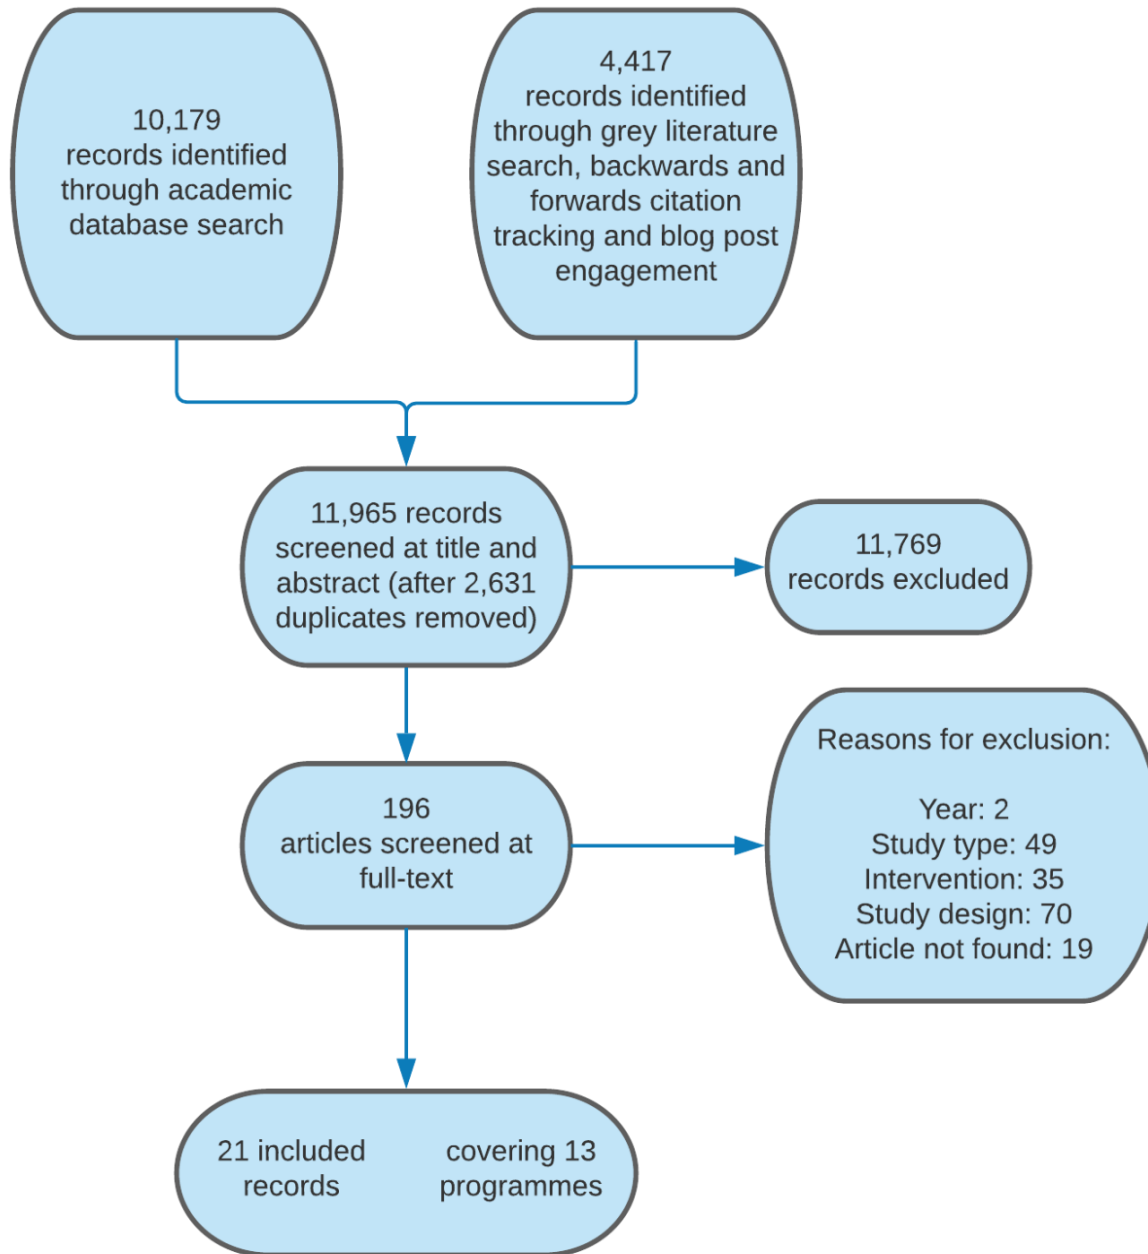 10,179
records identified
through academic
database search
4,417
records identified
through grey literature
search, backwards and
forwards citation
tracking and blog post
engagement
11,965 records
screened at title and
abstract (after 2,631
duplicates removed)
11,769
records excluded
196
articles screened at
full-text
Reasons for exclusion:
Year: 2
Study type: 49
Intervention: 35
Study design: 70
Article not found: 19
21 included
records
covering 13
programmes